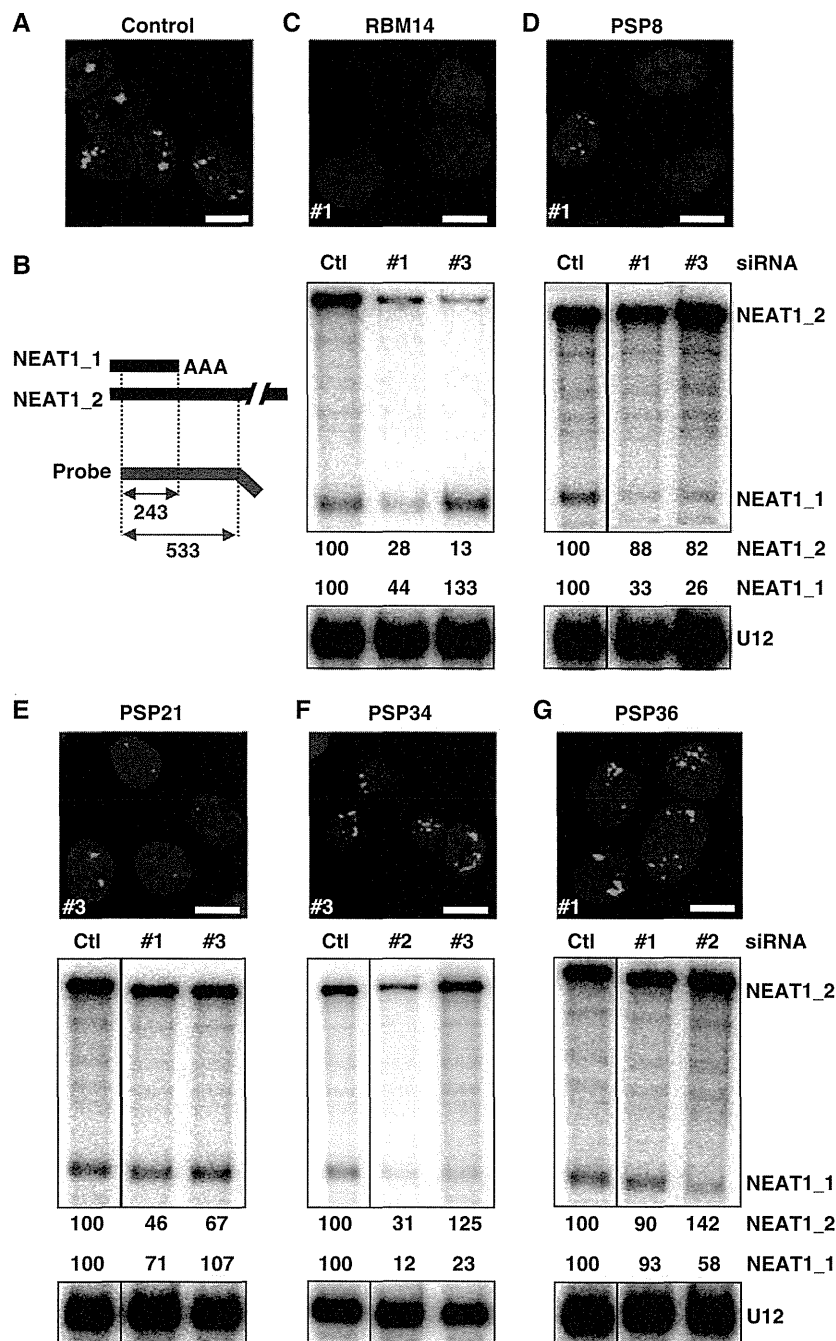 A Control C RBM14 D PSP8
#1 #1
B Ctl #1 #3 Ctl #1 #3 siRNA
NEAT1_2
NEAT1_1 AAA
NEAT1_2
Probe
243
533
NEAT1_1
100 28 13 100 88 82 NEAT1_2
100 44 133 100 33 26 NEAT1_1
U12
E PSP21 F PSP34 G PSP36
#3 #3 #1
Ctl #1 #3 Ctl #2 #3 Ctl #1 #2 siRNA
NEAT1_2
NEAT1_1
100 46 67 100 31 125 100 90 142 NEAT1_2
100 71 107 100 12 23 100 93 58 NEAT1_1
U12